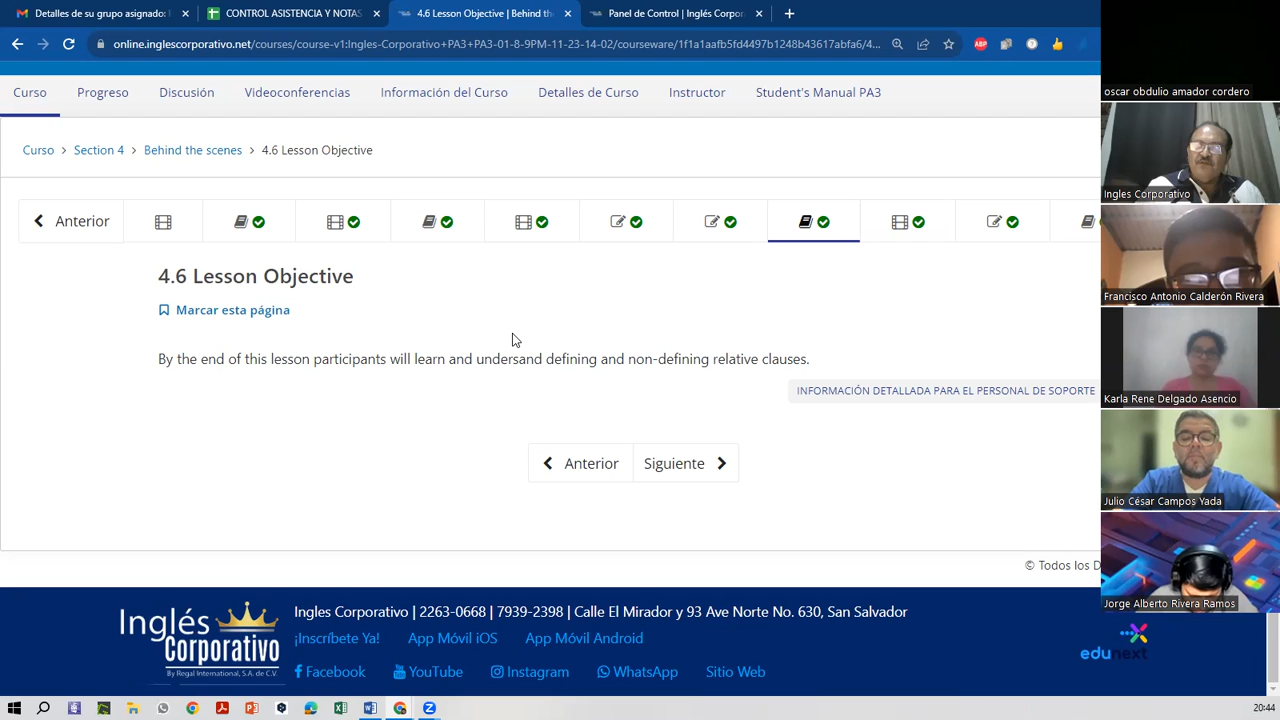 Detalles de su grupo asignado: I
CONTROL ASISTENCIA Y NOTAS
4.6 Lesson Objective | Behind the
Panel de Control | Inglés Corpor
online.inglescorporativo.net/courses/course-v1:Ingles-Corporativo+PA3+PA3-01-8-9PM-11-23-14-02/courseware/1f1a1aafb5fd4497b1248b43617abfa6/4...
ABP
Curso
Progreso
Discusión
Videoconferencias
Información del Curso
Detalles de Curso
Instructor
Student's Manual PA3
Curso > Section 4 > Behind the scenes > 4.6 Lesson Objective
Anterior
4.6 Lesson Objective
Marcar esta página
By the end of this lesson participants will learn and undersand defining and non-defining relative clauses.
INFORMACIÓN DETALLADA PARA EL PERSONAL DE SOPORTE
Anterior
Siguiente
© Todos los D
Inglés Corporativo
By Regal International, S.A. de C.V.
Ingles Corporativo | 2263-0668 | 7939-2398 | Calle El Mirador y 93 Ave Norte No. 630, San Salvador
¡Inscríbete Ya!
App Móvil iOS
App Móvil Android
Facebook
YouTube
Instagram
WhatsApp
Sitio Web
edunext
oscar obdulio amador cordero
Ingles Corporativo
Francisco Antonio Calderón Rivera
Karla Rene Delgado Asencio
Julio César Campos Yada
Jorge Alberto Rivera Ramos
20:44